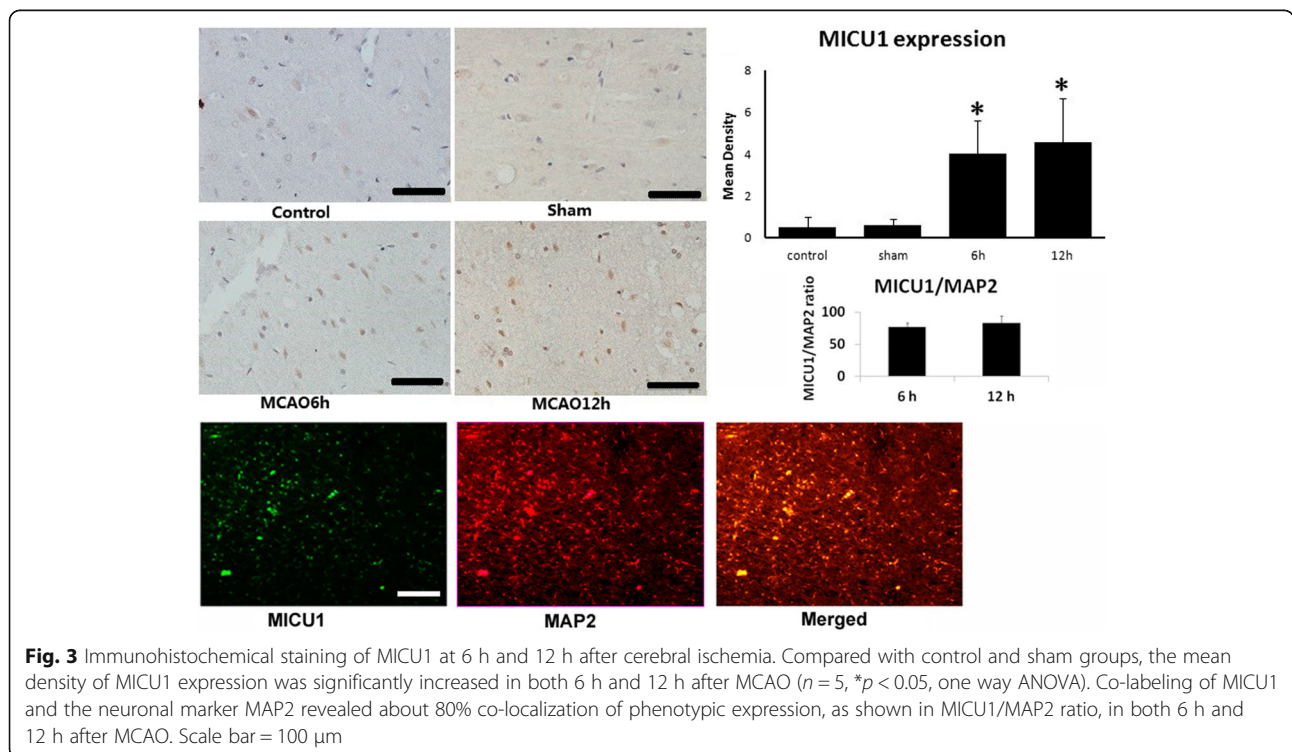 MICU1 expression
8
6
4
2
0
Mean Density
*
*
control sham 6h 12h
Control Sham
MICU1/MAP2
MICU1/MAP2 ratio
100
50
0
6 h 12 h
MCAO6h MCAO12h
MICU1 MAP2 Merged
Fig. 3 Immunohistochemical staining of MICU1 at 6 h and 12 h after cerebral ischemia. Compared with control and sham groups, the mean
density of MICU1 expression was significantly increased in both 6 h and 12 h after MCAO (n = 5, *p < 0.05, one way ANOVA). Co-labeling of MICU1
and the neuronal marker MAP2 revealed about 80% co-localization of phenotypic expression, as shown in MICU1/MAP2 ratio, in both 6 h and
12 h after MCAO. Scale bar = 100 μm